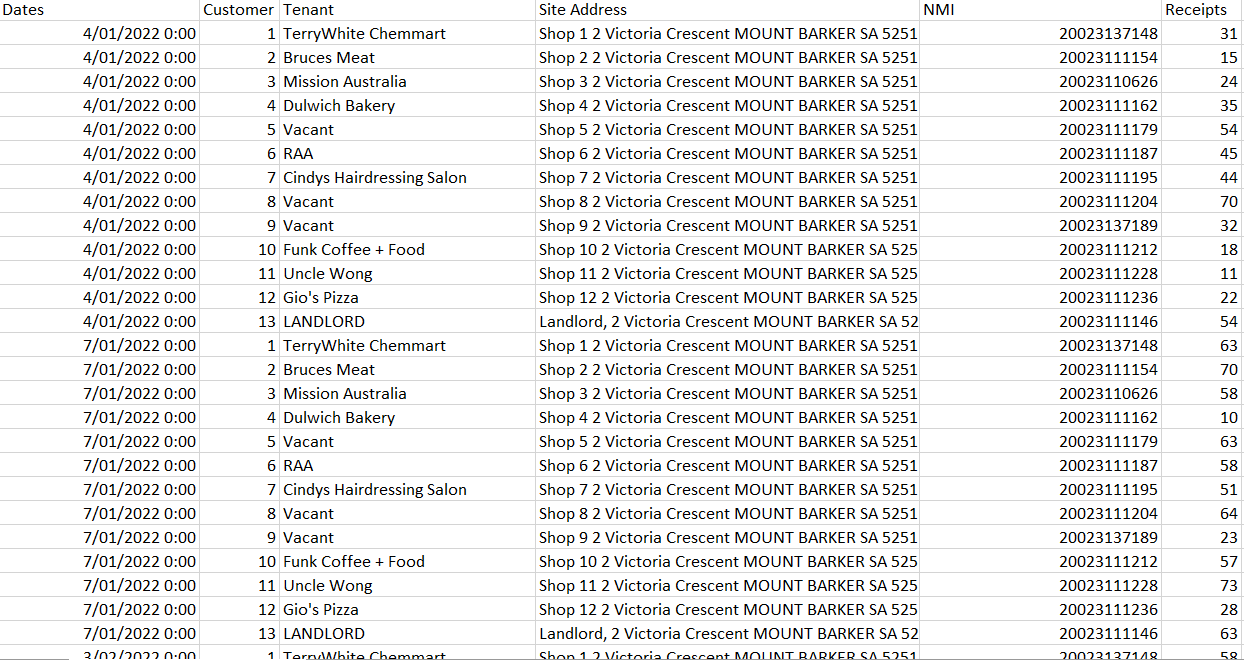 Dates Customer Tenant Site Address NMI Receipts
4/01/2022 0:00 1 TerryWhite Chemmart Shop 1 2 Victoria Crescent MOUNT BARKER SA 5251 20023137148 31
4/01/2022 0:00 2 Bruces Meat Shop 2 2 Victoria Crescent MOUNT BARKER SA 5251 20023111154 15
4/01/2022 0:00 3 Mission Australia Shop 3 2 Victoria Crescent MOUNT BARKER SA 5251 20023110626 24
4/01/2022 0:00 4 Dulwich Bakery Shop 4 2 Victoria Crescent MOUNT BARKER SA 5251 20023111162 35
4/01/2022 0:00 5 Vacant Shop 5 2 Victoria Crescent MOUNT BARKER SA 5251 20023111179 54
4/01/2022 0:00 6 RAA Shop 6 2 Victoria Crescent MOUNT BARKER SA 5251 20023111187 45
4/01/2022 0:00 7 Cindys Hairdressing Salon Shop 7 2 Victoria Crescent MOUNT BARKER SA 5251 20023111195 44
4/01/2022 0:00 8 Vacant Shop 8 2 Victoria Crescent MOUNT BARKER SA 5251 20023111204 70
4/01/2022 0:00 9 Vacant Shop 9 2 Victoria Crescent MOUNT BARKER SA 5251 20023137189 32
4/01/2022 0:00 10 Funk Coffee + Food Shop 10 2 Victoria Crescent MOUNT BARKER SA 525 20023111212 18
4/01/2022 0:00 11 Uncle Wong Shop 11 2 Victoria Crescent MOUNT BARKER SA 525 20023111228 11
4/01/2022 0:00 12 Gio's Pizza Shop 12 2 Victoria Crescent MOUNT BARKER SA 525 20023111236 22
4/01/2022 0:00 13 LANDLORD Landlord, 2 Victoria Crescent MOUNT BARKER SA 52 20023111146 54
7/01/2022 0:00 1 TerryWhite Chemmart Shop 1 2 Victoria Crescent MOUNT BARKER SA 5251 20023137148 63
7/01/2022 0:00 2 Bruces Meat Shop 2 2 Victoria Crescent MOUNT BARKER SA 5251 20023111154 70
7/01/2022 0:00 3 Mission Australia Shop 3 2 Victoria Crescent MOUNT BARKER SA 5251 20023110626 58
7/01/2022 0:00 4 Dulwich Bakery Shop 4 2 Victoria Crescent MOUNT BARKER SA 5251 20023111162 10
7/01/2022 0:00 5 Vacant Shop 5 2 Victoria Crescent MOUNT BARKER SA 5251 20023111179 63
7/01/2022 0:00 6 RAA Shop 6 2 Victoria Crescent MOUNT BARKER SA 5251 20023111187 58
7/01/2022 0:00 7 Cindys Hairdressing Salon Shop 7 2 Victoria Crescent MOUNT BARKER SA 5251 20023111195 51
7/01/2022 0:00 8 Vacant Shop 8 2 Victoria Crescent MOUNT BARKER SA 5251 20023111204 64
7/01/2022 0:00 9 Vacant Shop 9 2 Victoria Crescent MOUNT BARKER SA 5251 20023137189 23
7/01/2022 0:00 10 Funk Coffee + Food Shop 10 2 Victoria Crescent MOUNT BARKER SA 525 20023111212 57
7/01/2022 0:00 11 Uncle Wong Shop 11 2 Victoria Crescent MOUNT BARKER SA 525 20023111228 73
7/01/2022 0:00 12 Gio's Pizza Shop 12 2 Victoria Crescent MOUNT BARKER SA 525 20023111236 28
7/01/2022 0:00 13 LANDLORD Landlord, 2 Victoria Crescent MOUNT BARKER SA 52 20023111146 63
3/02/2022 0:00 1 TerryWhite Chemmart Shop 1 2 Victoria Crescent MOUNT BARKER SA 5251 20023137148 58